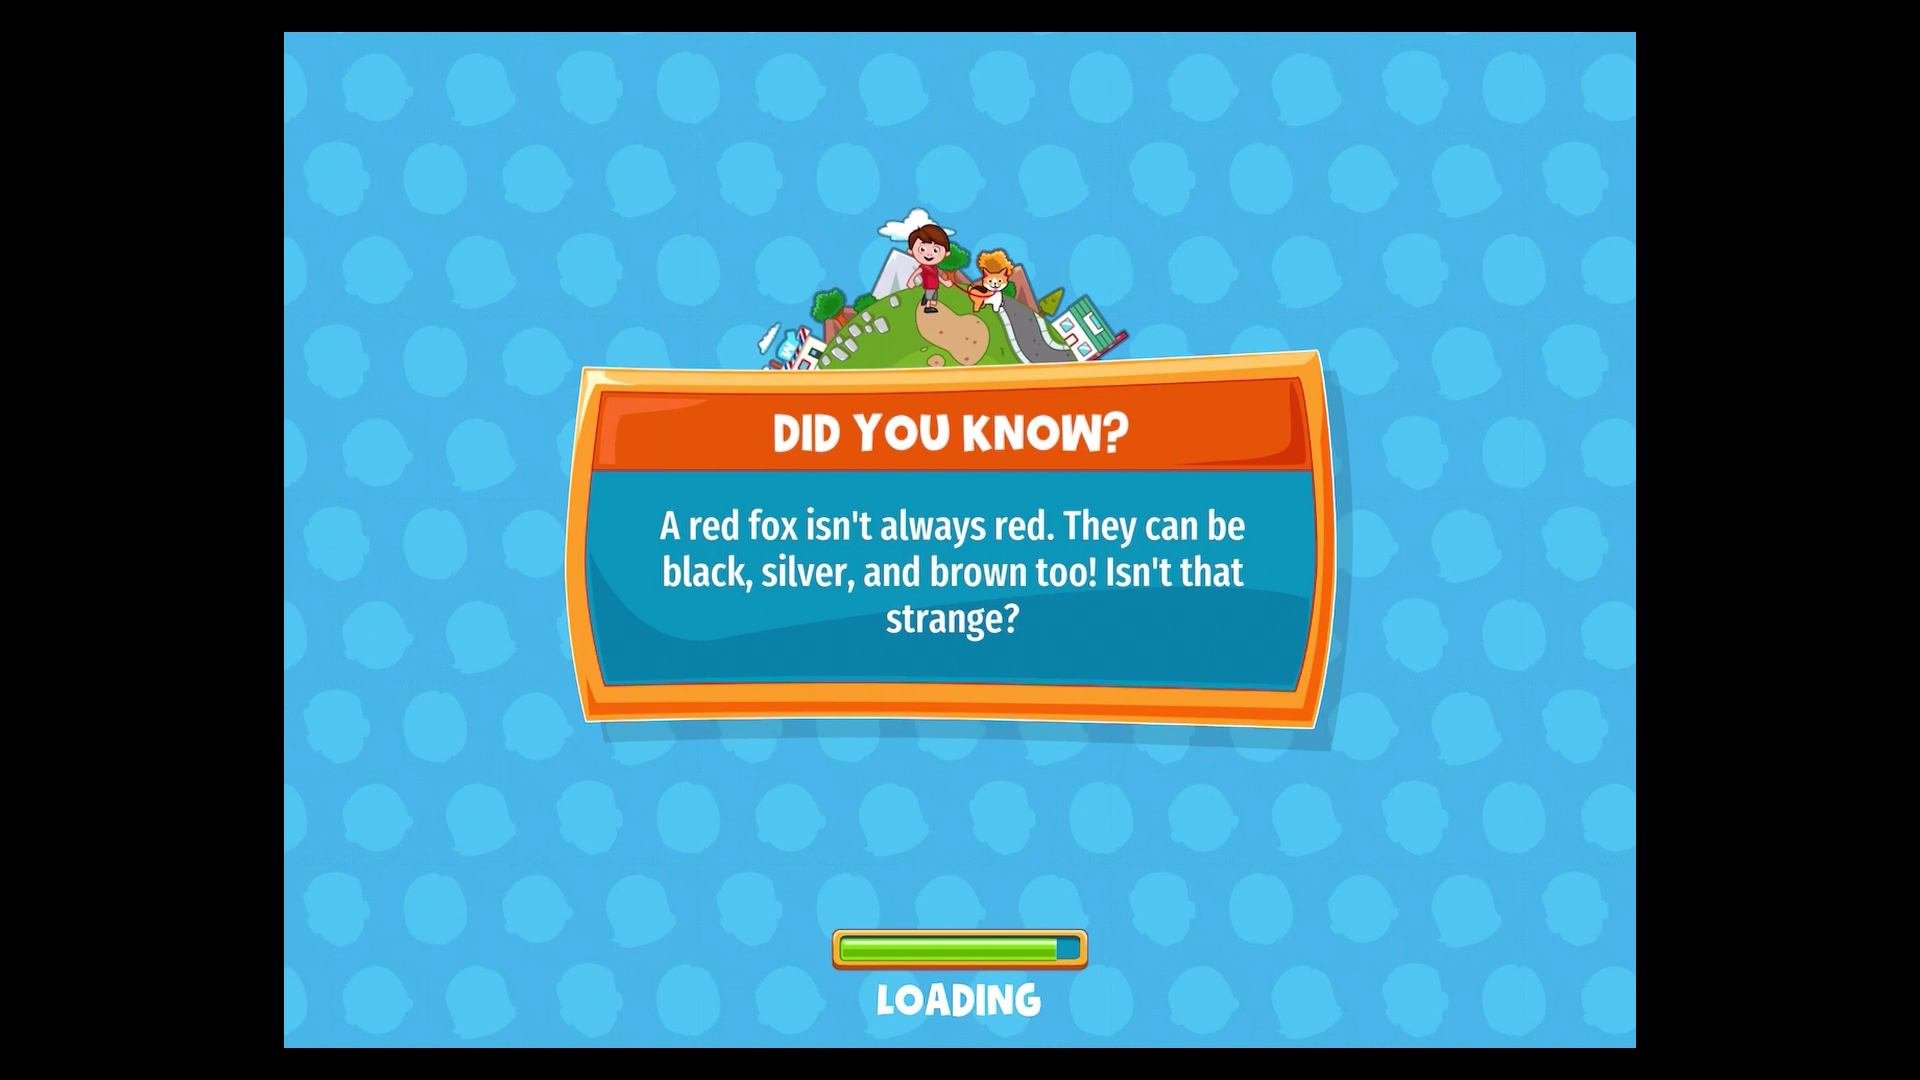 DID YOU KNOW?
A red fox isn't always red. They can be
black, silver, and brown too! Isn't that
strange?
LOADING